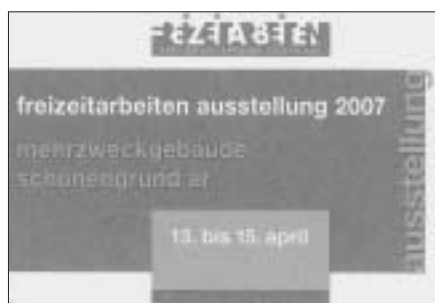 FREIZEITARBEITEN
freizeitarbeiten ausstellung 2007
mehrzweckgebäude
schönengrund ar
13. bis 15. april
ausstellung